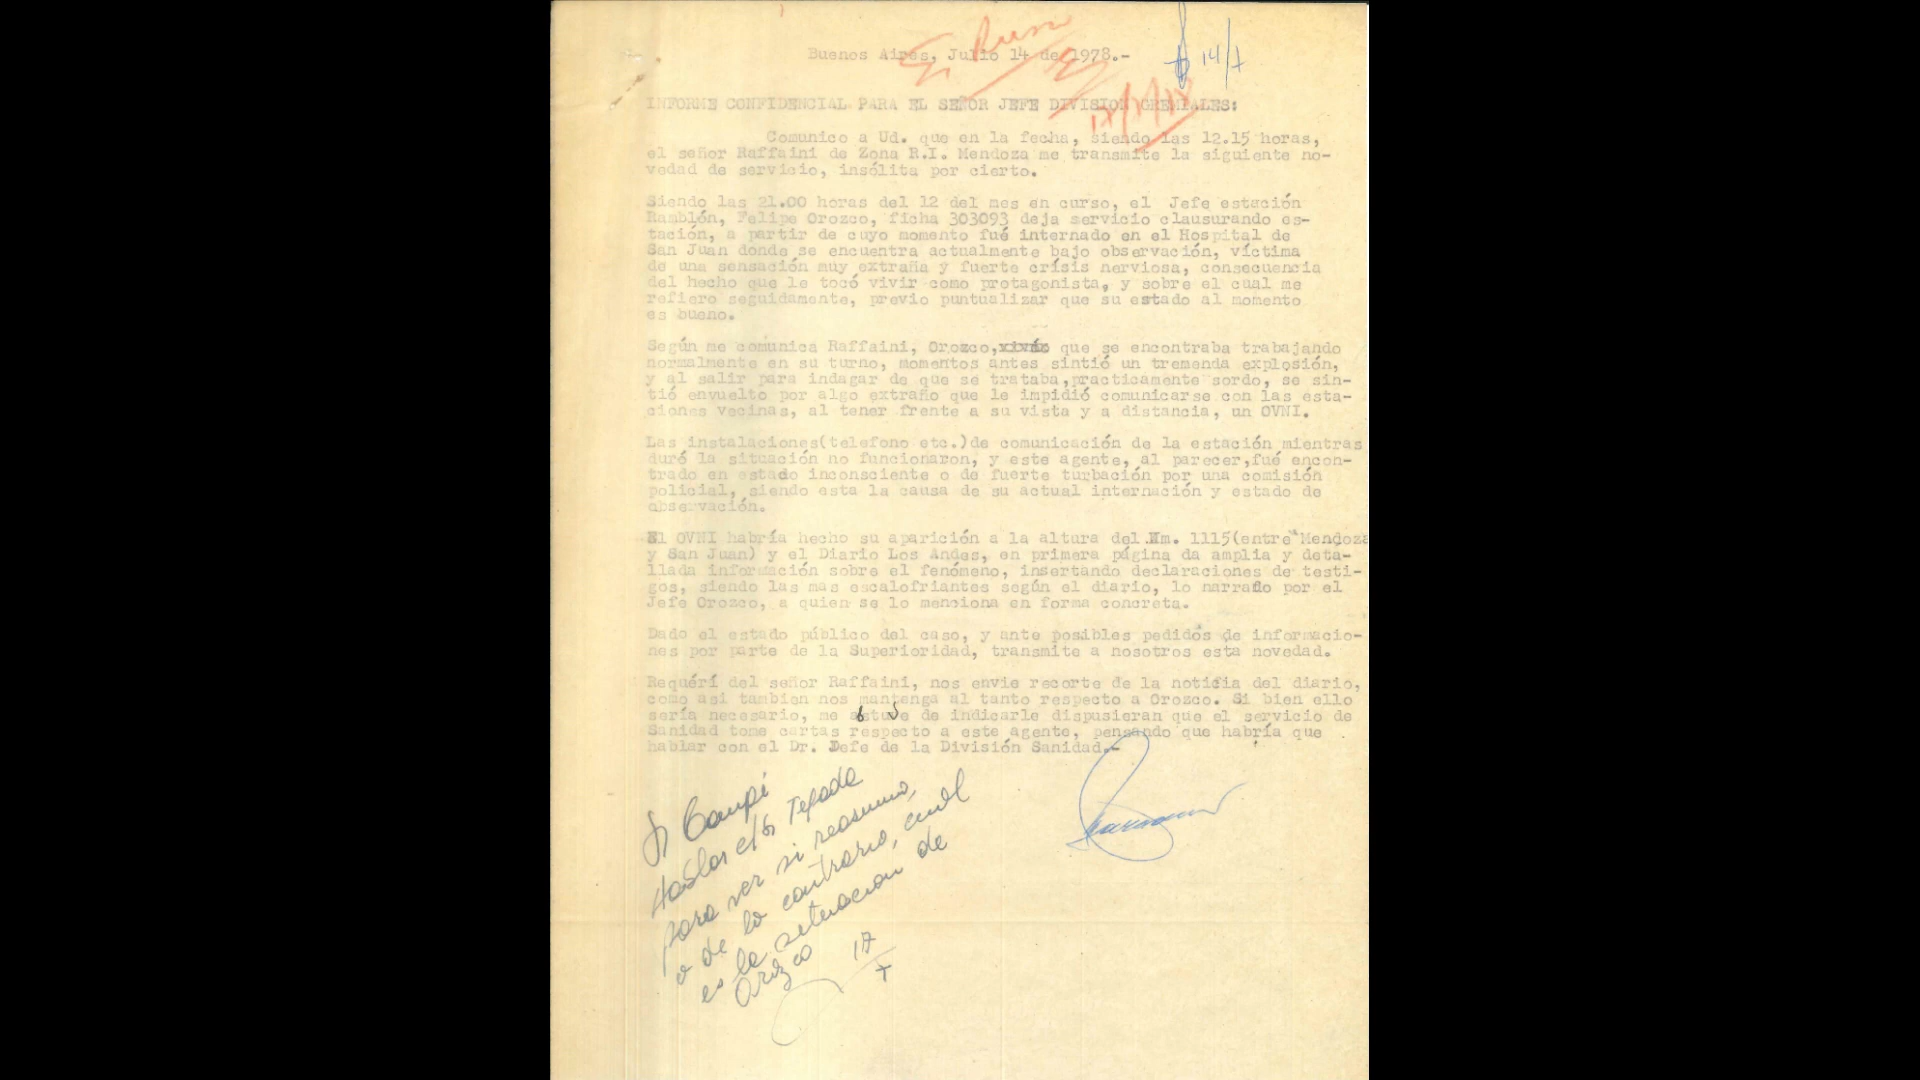 Buenos Aires, Julio 14 de 1978.-
14/7
INFORME CONFIDENCIAL PARA EL SEÑOR JEFE DIVISION GREMIALES:
Comunico a Ud. que en la fecha, siendo las 12.15 horas,
el señor Raffaini de Zona R.I. Mendoza me transmite la siguiente no-
vedad de servicio, insólita por cierto.
Siendo las 21.00 horas del 12 del mes en curso, el Jefe estación
Ramblón, Felipe Orozco, ficha 303093 deja servicio clausurando es-
tación, a partir de cuyo momento fué internado en el Hospital de
San Juan donde se encuentra actualmente bajo observación, víctima
de una sensación muy extraña y fuerte crísis nerviosa, consecuencia
del hecho que le tocó vivir como protagonista, y sobre el cual me
refiero seguidamente, previo puntualizar que su estado al momento
es bueno.
Según me comunica Raffaini, Orozco, que se encontraba trabajando
normalmente en su turno, momentos antes sintió un tremenda explosión,
y al salir para indagar de que se trataba,practicamente sordo, se sin-
tió envuelto por algo extraño que le impidió comunicarse con las esta-
ciones vecinas, al tener frente a su vista y a distancia, un OVNI.
Las instalaciones(telefono etc.)de comunicación de la estación mientras
duró la situación no funcionaron, y este agente, al parecer,fué encon-
trado en estado inconsciente o de fuerte turbación por una comisión
policial, siendo esta la causa de su actual internación y estado de
observación.
El OVNI habría hecho su aparición a la altura del Km. 1115(entre Mendoza
y San Juan) y el Diario Los Andes, en primera página da amplia y deta-
llada información sobre el fenómeno, insertando declaraciones de testi-
gos, siendo las mas escalofriantes según el diario, lo narrado por el
Jefe Orozco, a quien se lo menciona en forma concreta.
Dado el estado público del caso, y ante posibles pedidos de informacio-
nes por parte de la Superioridad, transmite a nosotros esta novedad.
Requérí del señor Raffaini, nos envie recorte de la noticia del diario,
como asi tambien nos mantenga al tanto respecto a Orozco. Si bien ello
sería necesario, me abstuve de indicarle dispusieran que el servicio de
Sanidad tome cartas respecto a este agente, pensando que habría que
hablar con el Dr. Jefe de la División Sanidad.-
Sr Campi
Hablar c/Sr Tejada
para ver si reasumio,
o de lo contrario, cual
es la situacion de
Orozco 17/7